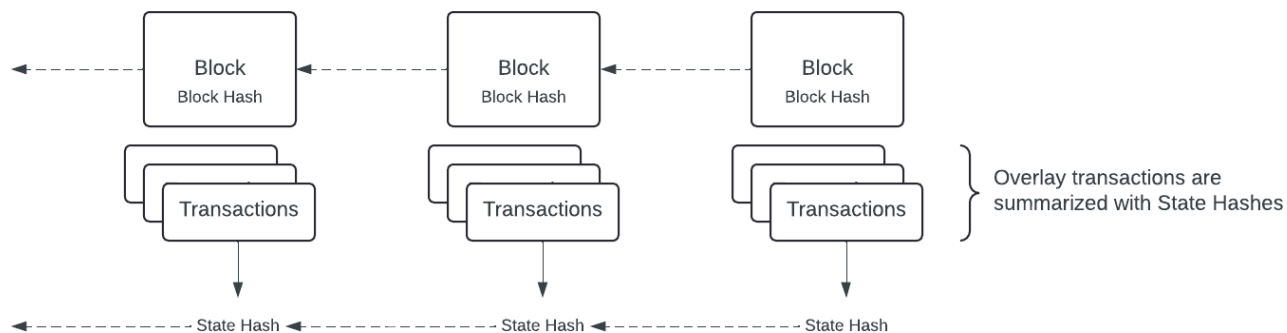 Block
Block Hash
Block
Block Hash
Block
Block Hash
Transactions
Transactions
Transactions
Overlay transactions are
summarized with State Hashes
State Hash
State Hash
State Hash